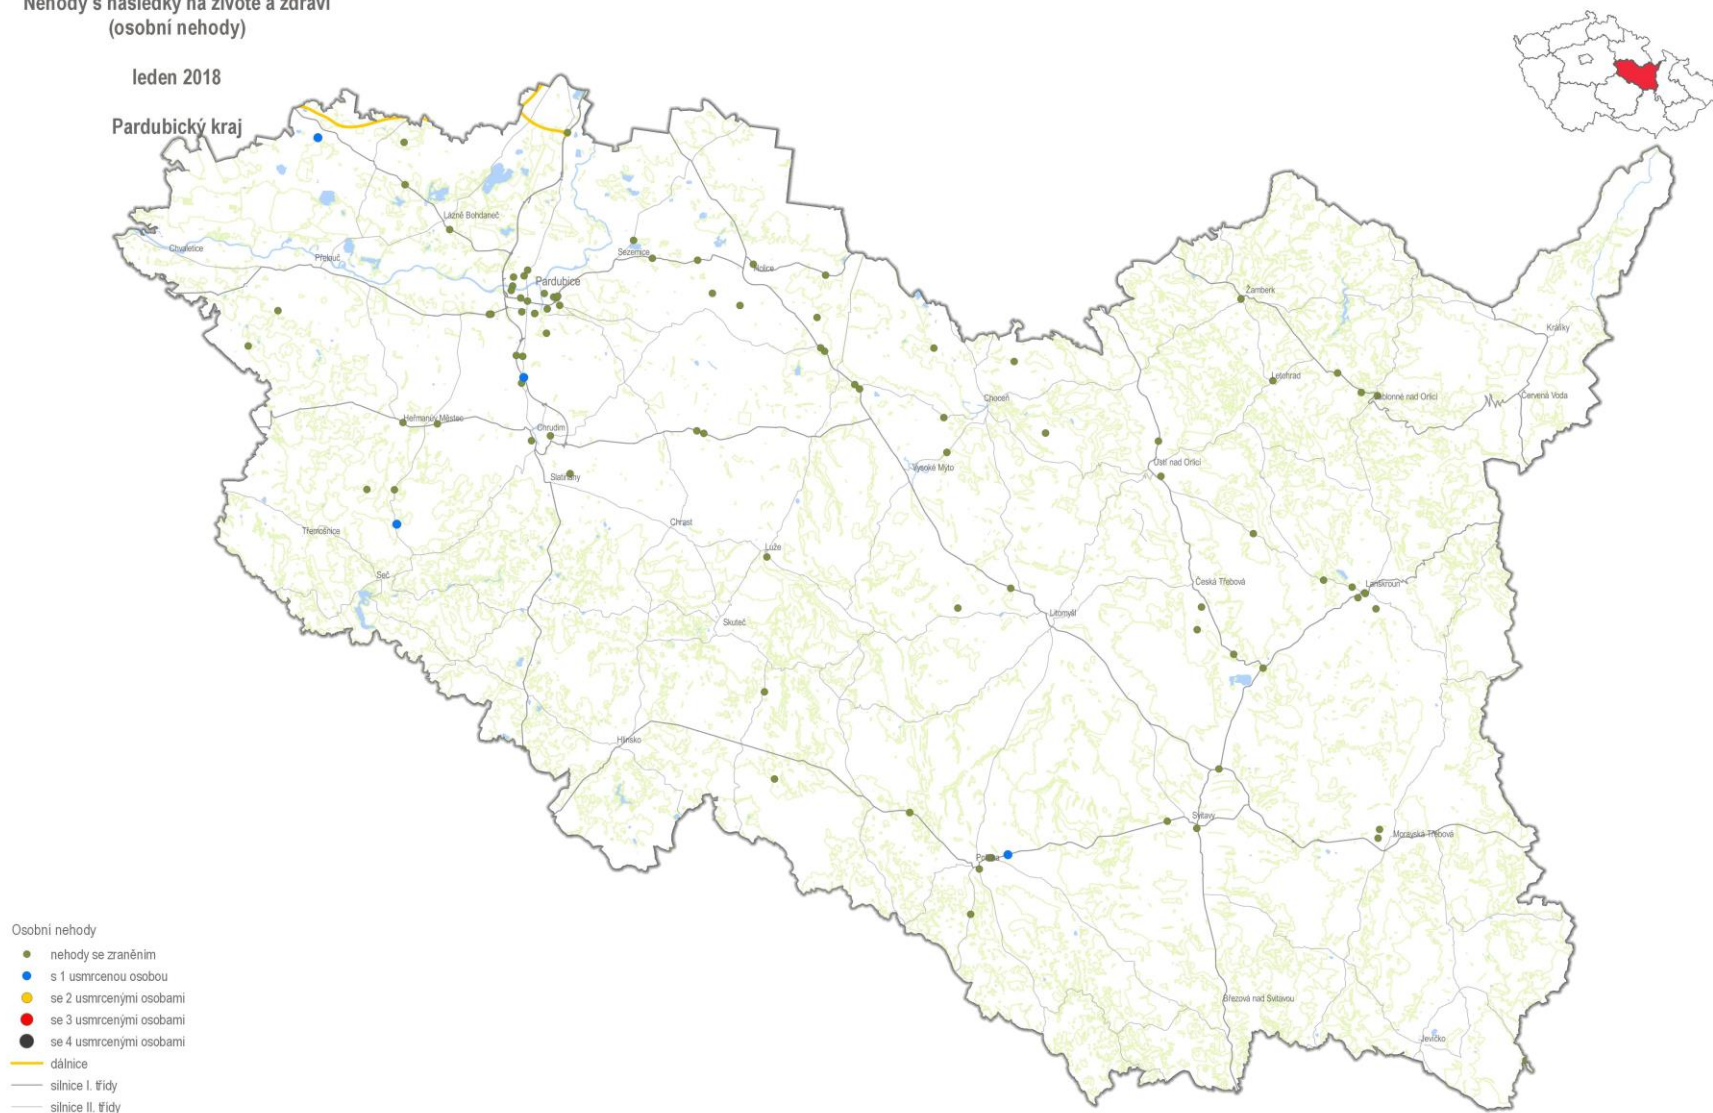 Nehody s následky na životě a zdraví
(osobní nehody)
leden 2018
Pardubický kraj
Lázně Bohdaneč
Chvaletice
Přelouč
Sezemice
Holice
Pardubice
Žamberk
Králíky
Letohrad
Jablonné nad Orlicí
Červená Voda
Choceň
Heřmanův Městec
Chrudim
Ústí nad Orlicí
Vysoké Mýto
Slatiňany
Třemošnice
Chrast
Luže
Seč
Česká Třebová
Lanškroun
Litomyšl
Skuteč
Hlinsko
Svitavy
Moravská Třebová
Březová nad Svitavou
Jevíčko
Osobní nehody
nehody se zraněním
s 1 usmrcenou osobou
se 2 usmrcenými osobami
se 3 usmrcenými osobami
se 4 usmrcenými osobami
dálnice
silnice I. třídy
silnice II. třídy